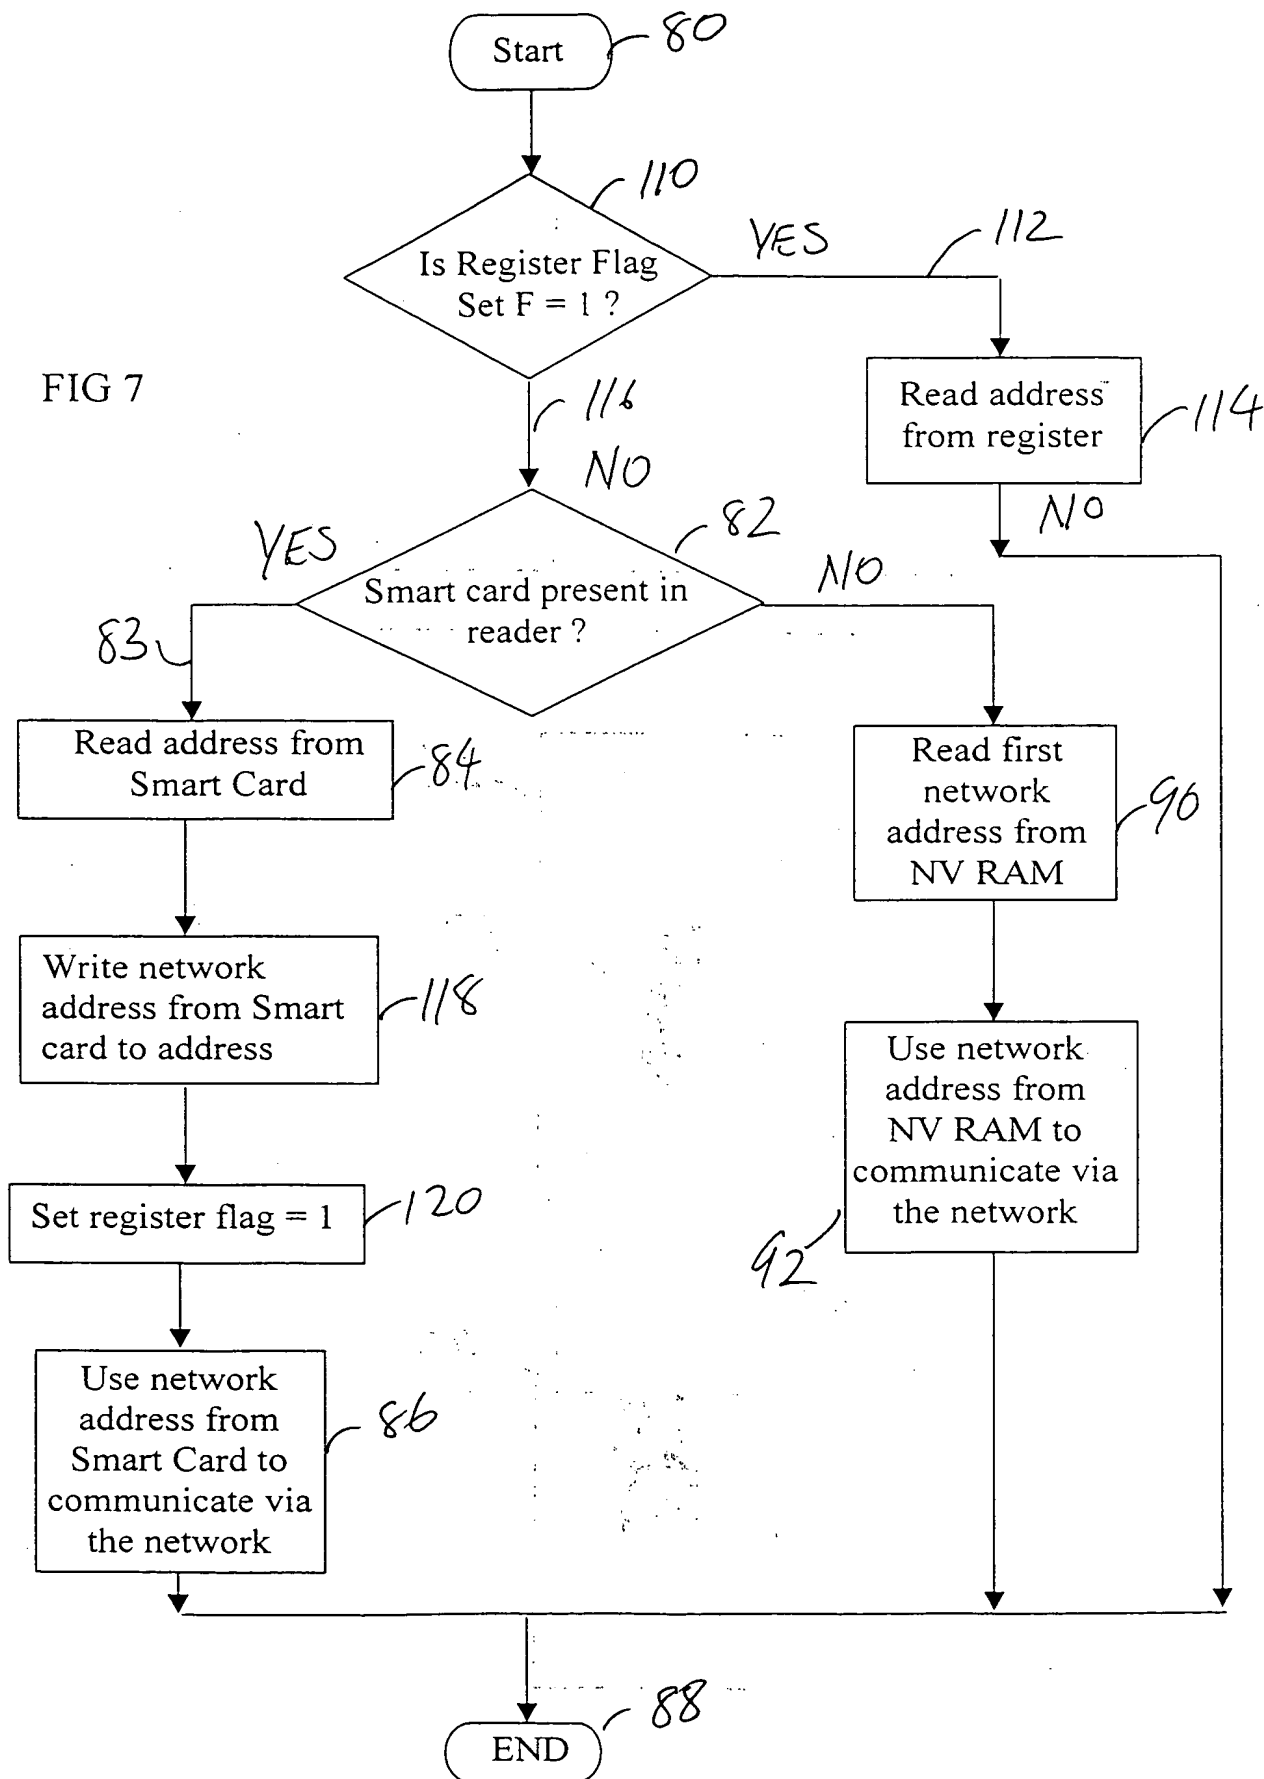 Start
80
110
Is Register Flag
Set F = 1 ?
YES
112
FIG 7
116
NO
Read address
from register
114
NO
82
YES
Smart card present in
reader ?
NO
83
Read address from
Smart Card
84
Read first
network
address from
NV RAM
90
Write network
address from Smart
card to address
118
Use network
address from
NV RAM to
communicate via
the network
92
Set register flag = 1
120
Use network
address from
Smart Card to
communicate via
the network
86
88
END